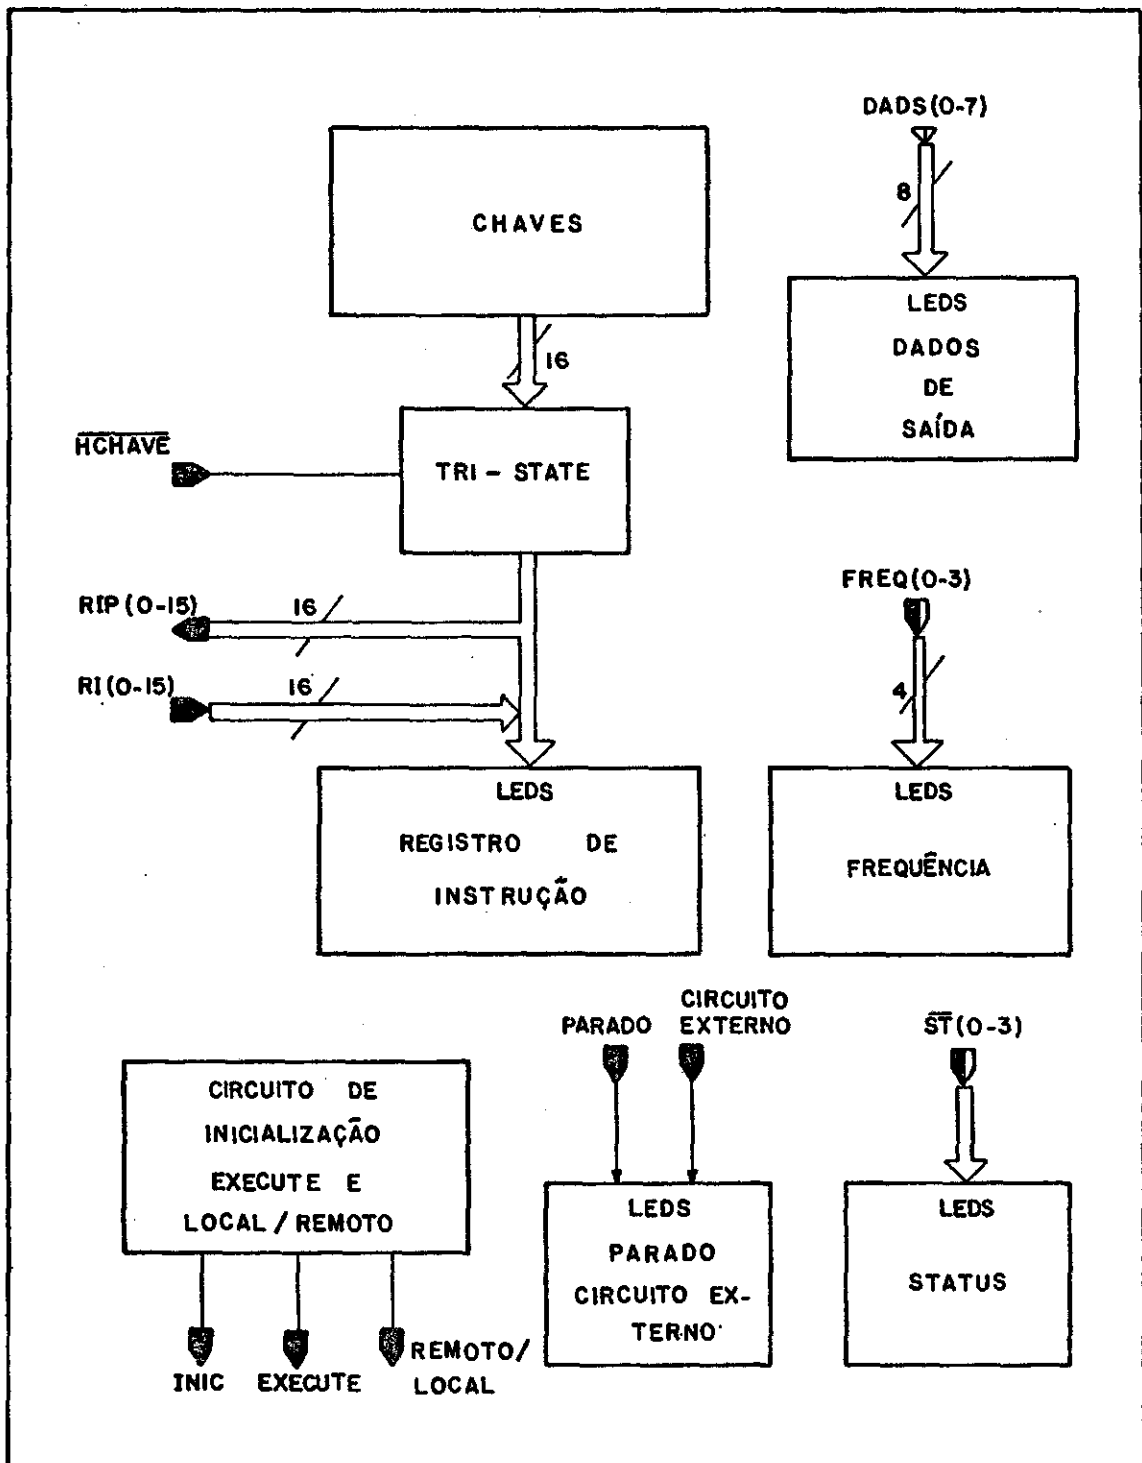 DADS(0-7)
8
CHAVES
16
LEDS
DADOS
DE
SAÍDA
H̅C̅H̅A̅V̅E̅
TRI - STATE
RIP(0-15)
16
RI(0-15)
16
FREQ(0-3)
4
LEDS
REGISTRO DE
INSTRUÇÃO
LEDS
FREQUÊNCIA
CIRCUITO DE
INICIALIZAÇÃO
EXECUTE E
LOCAL / REMOTO
INIC
EXECUTE
REMOTO/
LOCAL
PARADO
CIRCUITO
EXTERNO
LEDS
PARADO
CIRCUITO EX-
TERNO
S̅T̅(0-3)
LEDS
STATUS